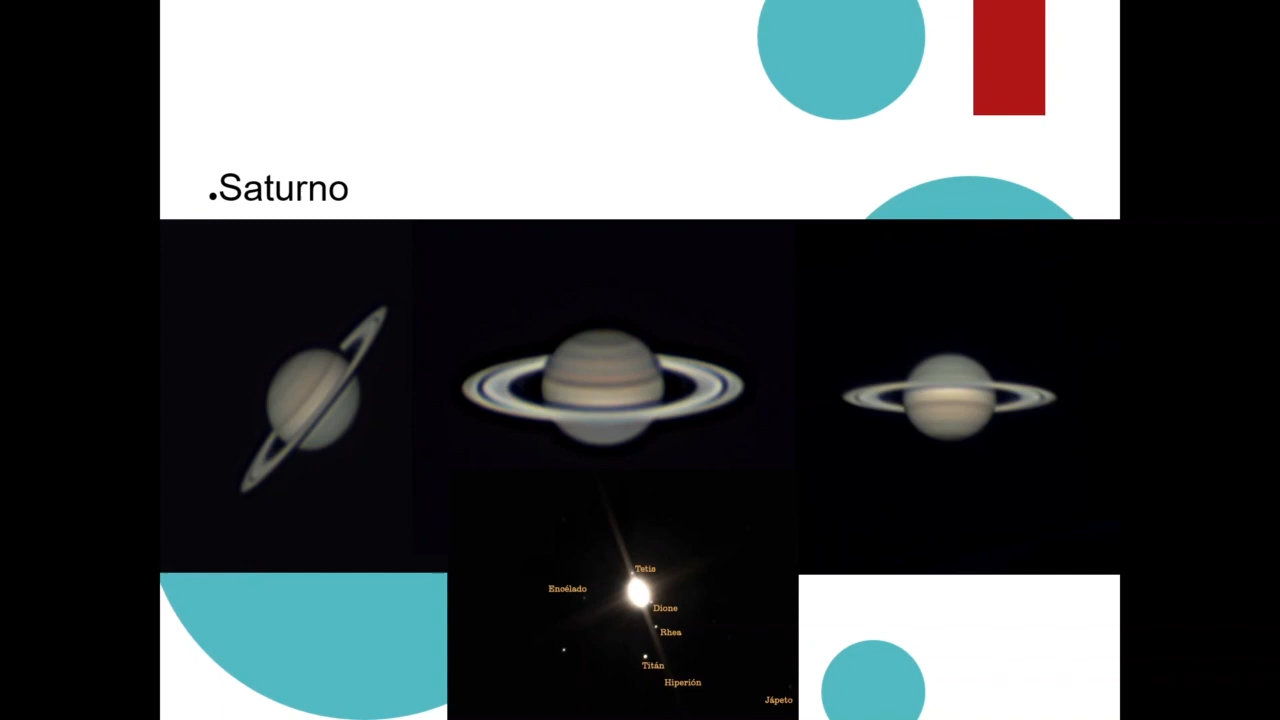 .Saturno
Tetis
Encélado
Dione
Rhea
Titán
Hiperión
Jápeto